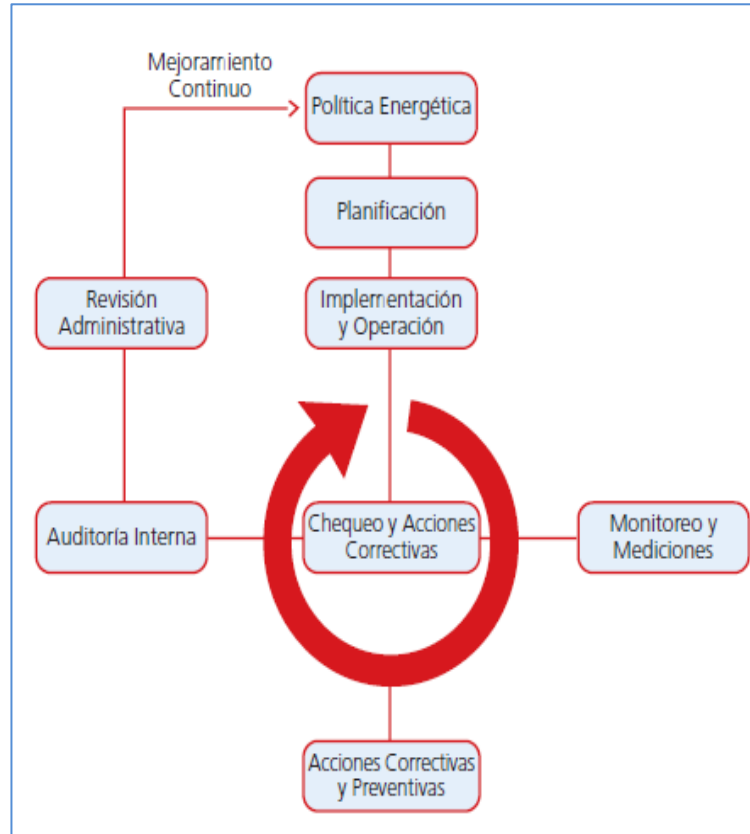 Mejoramiento
Continuo
Política Energética
Planificación
Implementación
y Operación
Revisión
Administrativa
Auditoría Interna
Chequeo y Acciones
Correctivas
Monitoreo y
Mediciones
Acciones Correctivas
y Preventivas